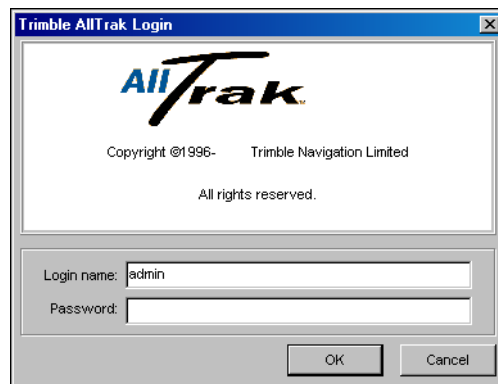 Trimble AllTrak Login
AllTrak
Copyright ©1996- Trimble Navigation Limited
All rights reserved.
Login name: admin
Password:
OK Cancel